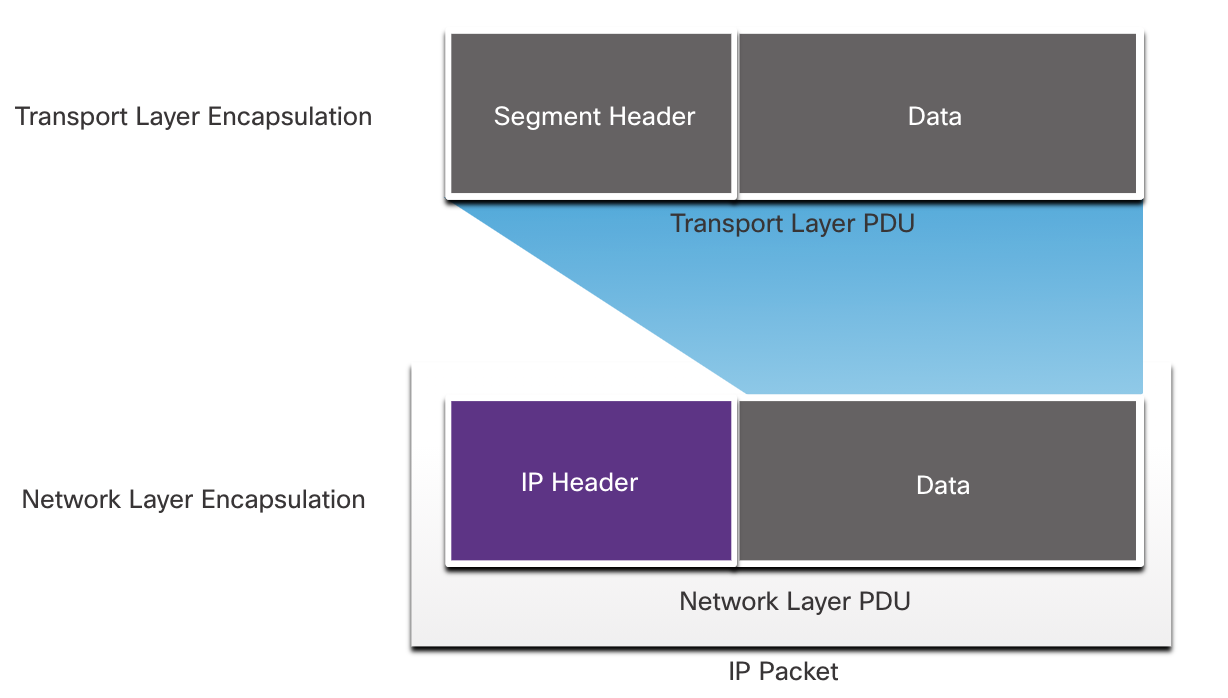 Transport Layer Encapsulation
Segment Header
Data
Transport Layer PDU
Network Layer Encapsulation
IP Header
Data
Network Layer PDU
IP Packet